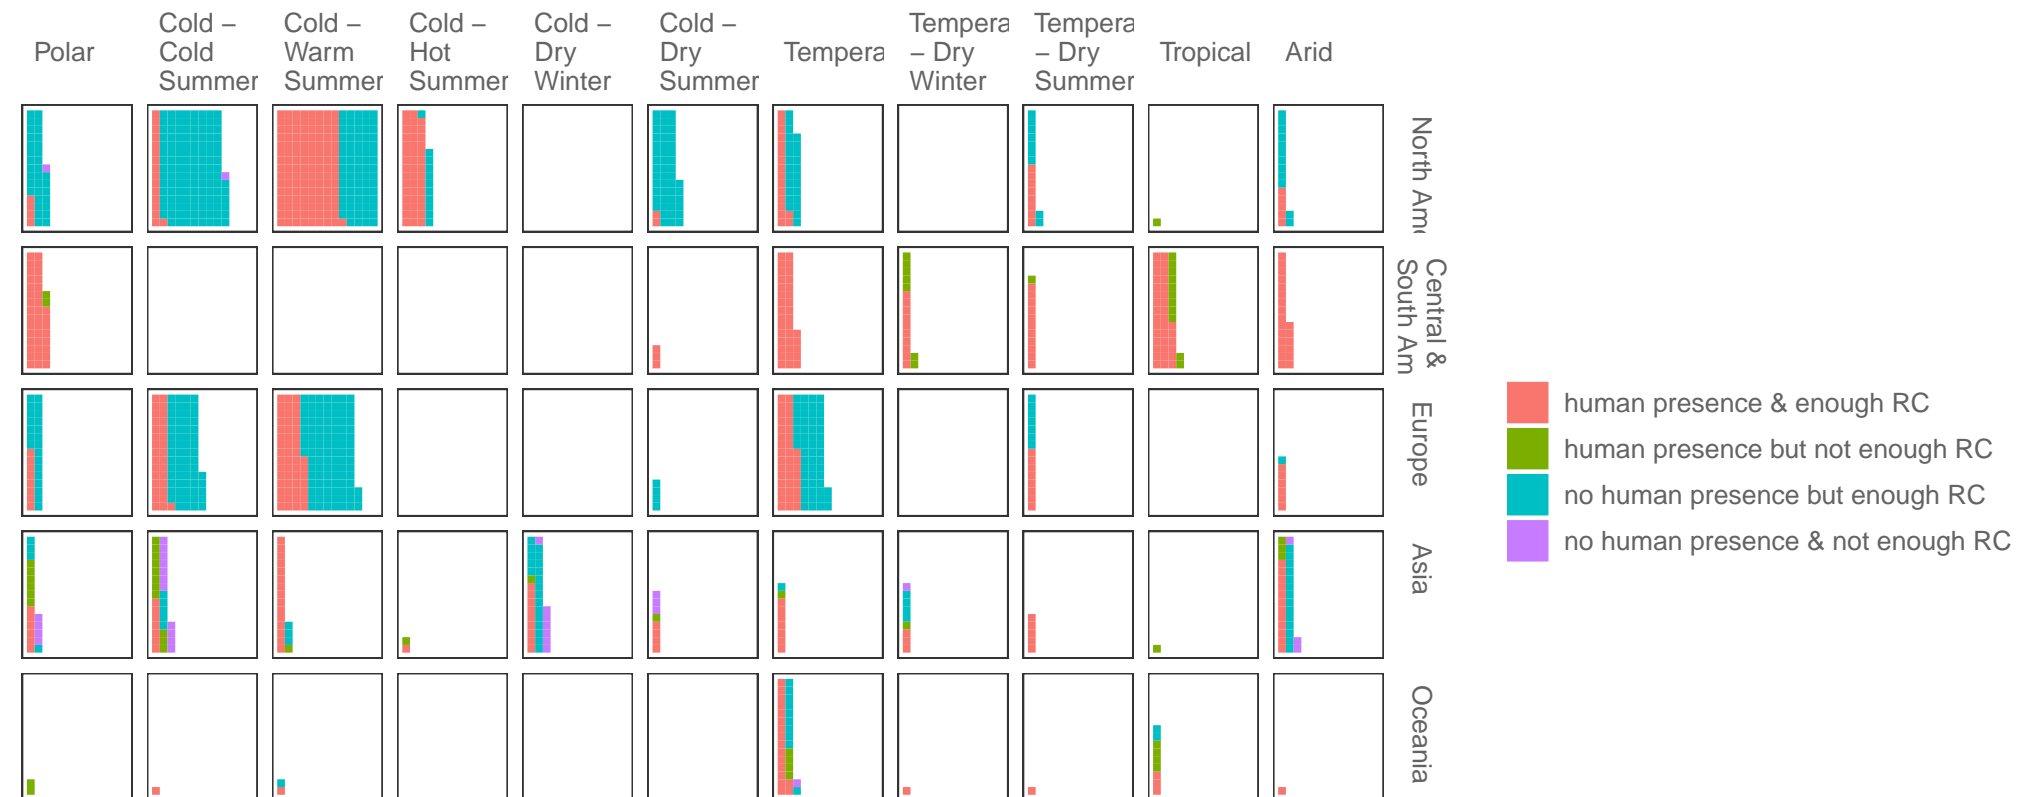 Polar
Cold –
Cold
Summer
Cold –
Warm
Summer
Cold –
Hot
Summer
Cold –
Dry
Winter
Cold –
Dry
Summer
Tempera
Tempera
– Dry
Winter
Tempera
– Dry
Summer
Tropical
Arid
North Ame
Central &
South Am
Europe
Asia
Oceania
human presence & enough RC
human presence but not enough RC
no human presence but enough RC
no human presence & not enough RC